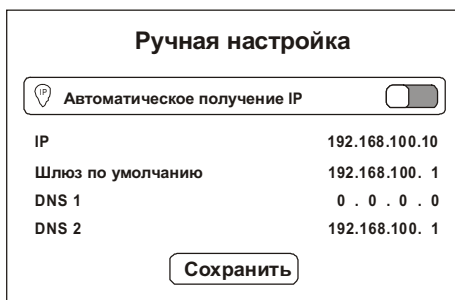 Ручная настройка
IP Автоматическое получение IP
IP 192.168.100.10
Шлюз по умолчанию 192.168.100. 1
DNS 1 0 . 0 . 0 . 0
DNS 2 192.168.100. 1
Сохранить